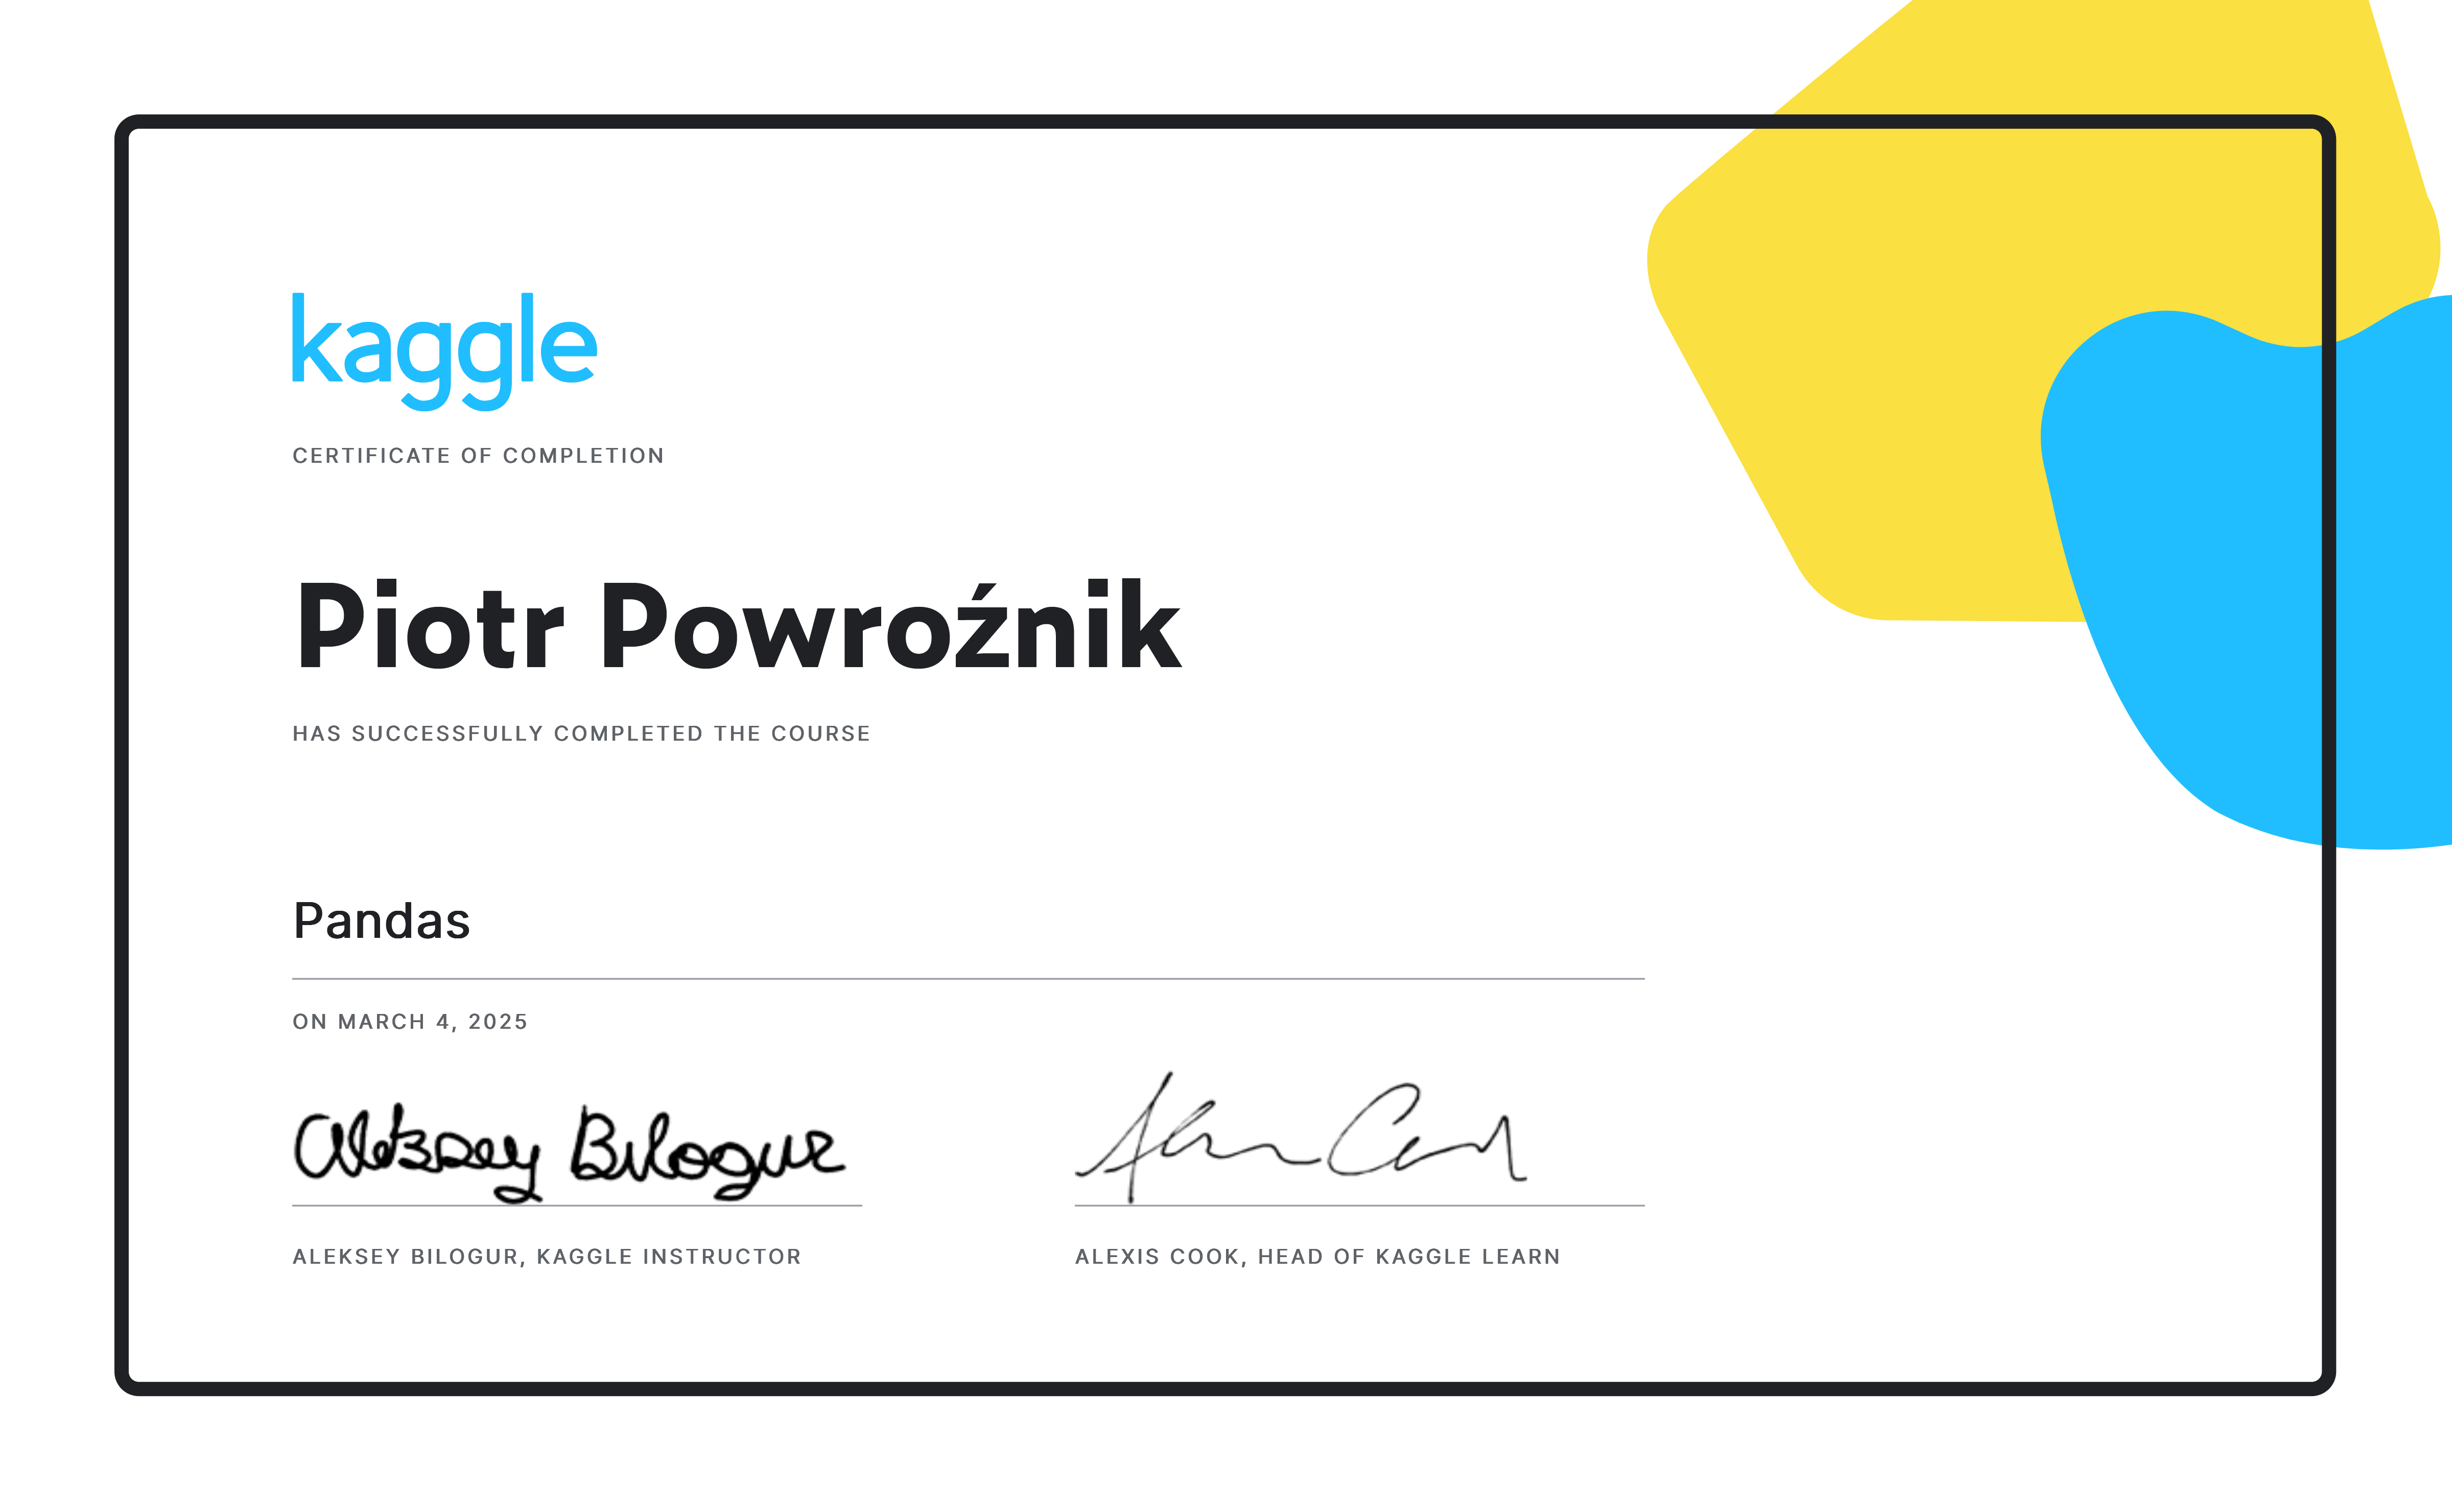 kaggle
CERTIFICATE OF COMPLETION
Piotr Powroźnik
HAS SUCCESSFULLY COMPLETED THE COURSE
Pandas
ON MARCH 4, 2025
Aleksey Bilogur
ALEKSEY BILOGUR, KAGGLE INSTRUCTOR
ALEXIS COOK, HEAD OF KAGGLE LEARN